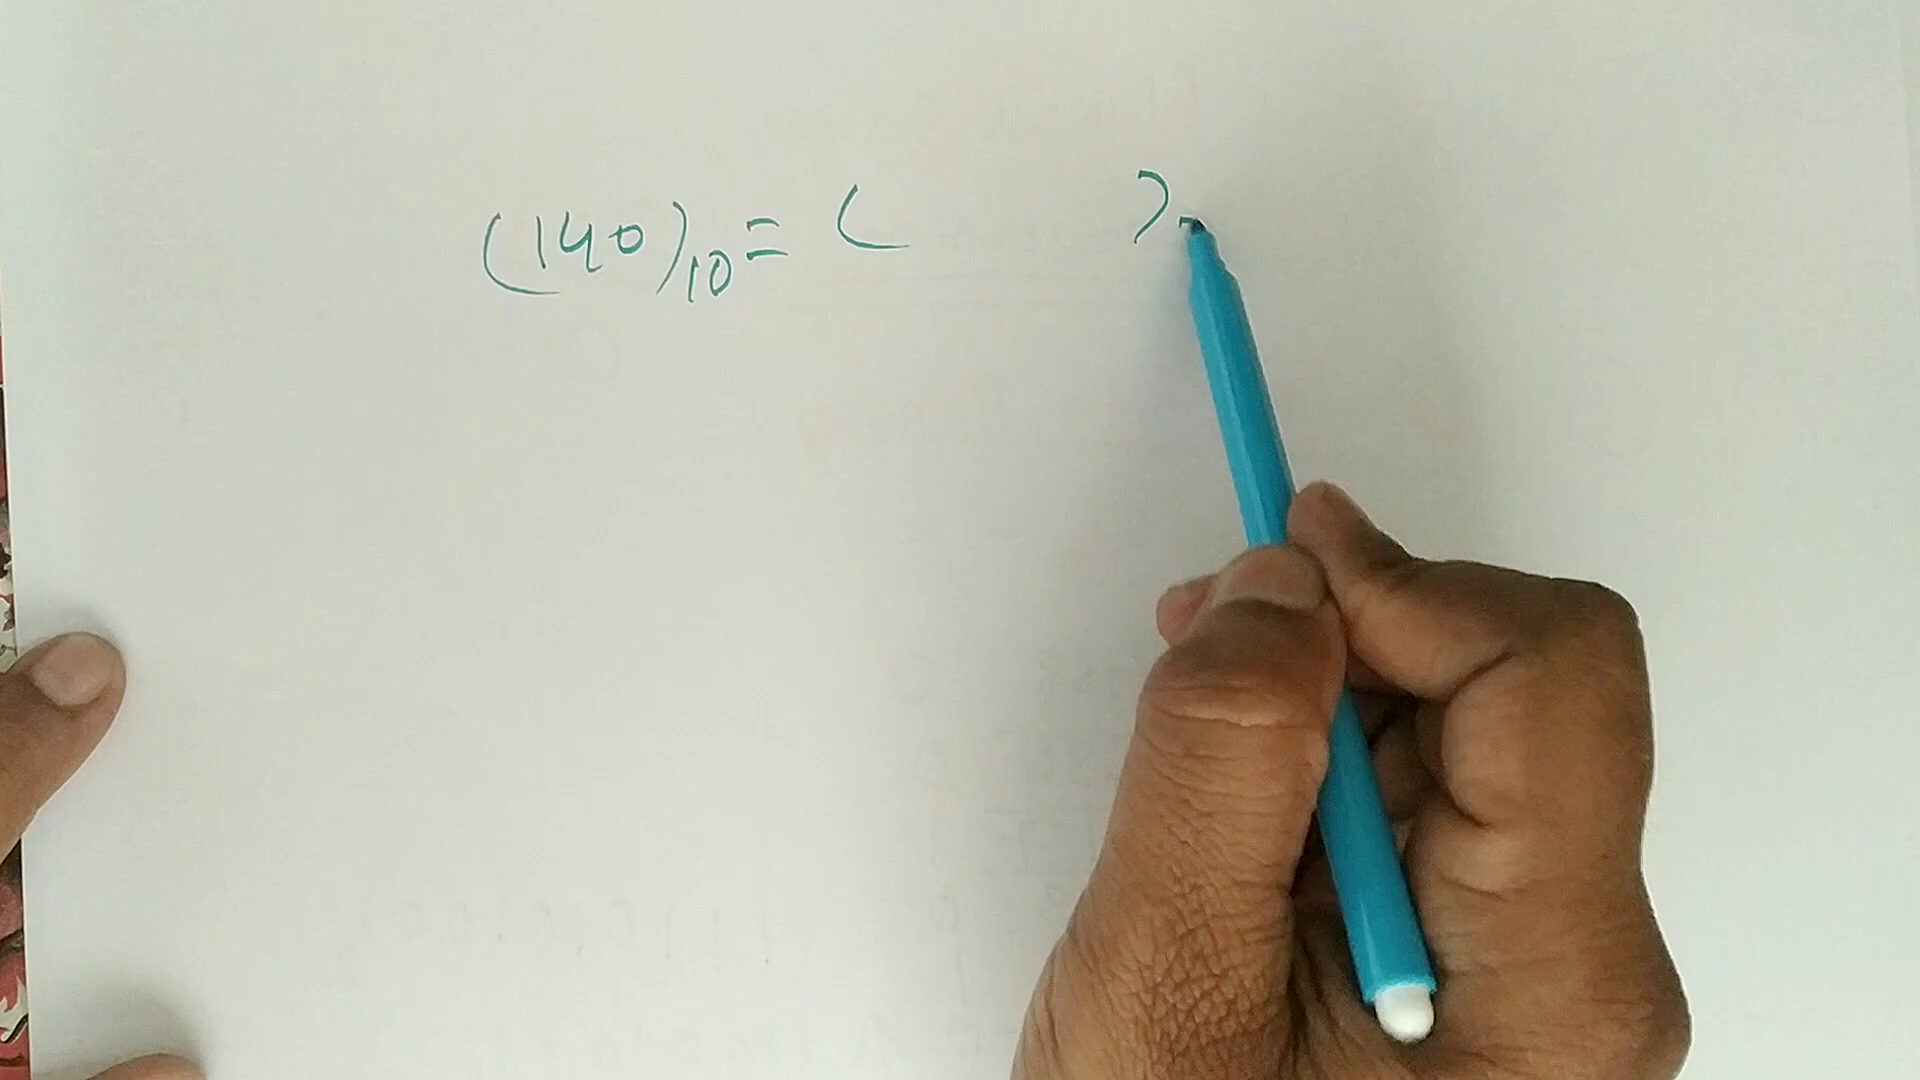 (140)10 = ( )